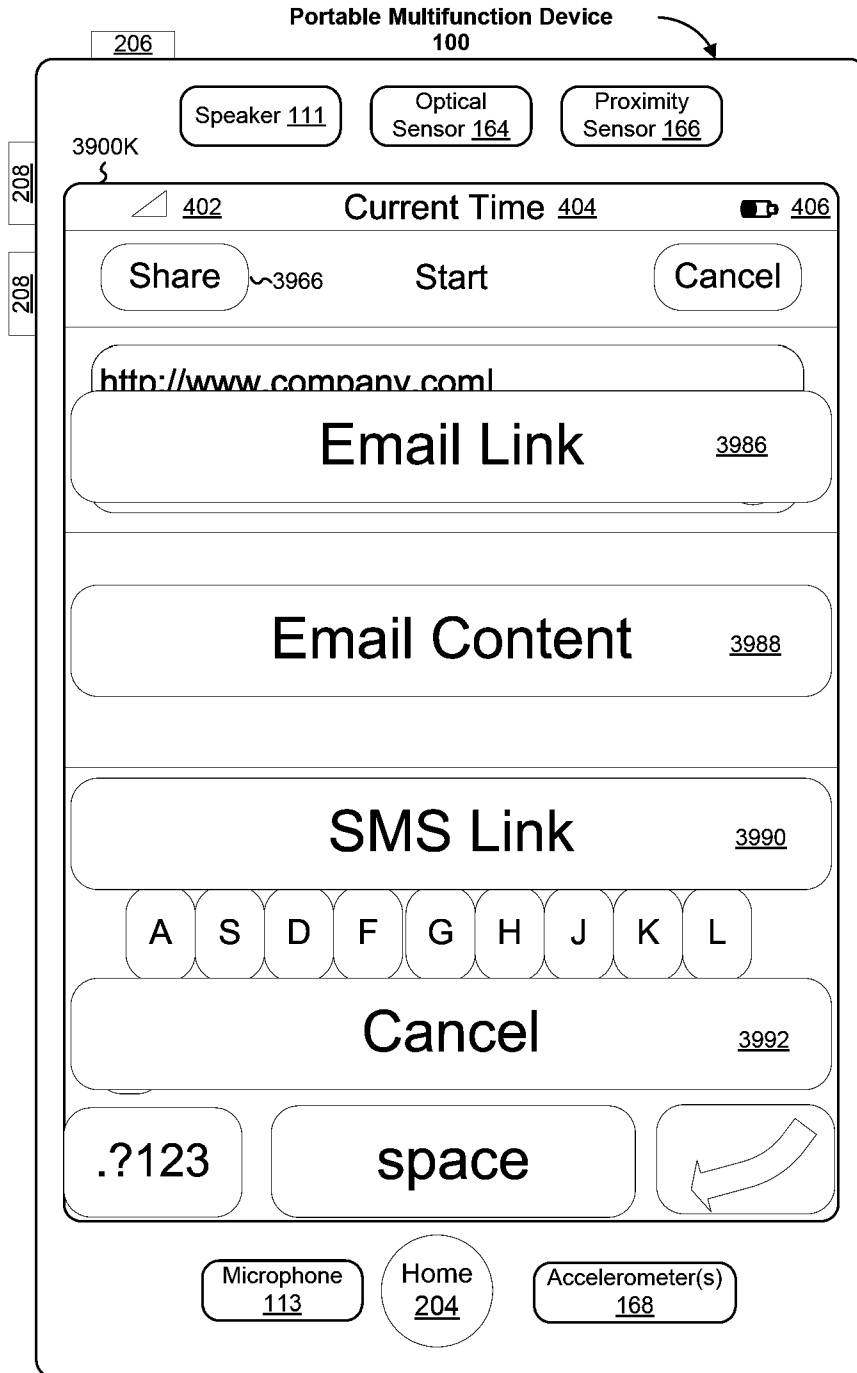 Portable Multifunction Device
100
206
Speaker 111
Optical
Sensor 164
Proximity
Sensor 166
3900K
208
208
402
Current Time 404
406
Share
3966
Start
Cancel
http://www.company.com
Email Link
3986
Email Content
3988
SMS Link
3990
A S D F G H J K L
Cancel
3992
.?123
space
Microphone
113
Home
204
Accelerometer(s)
168